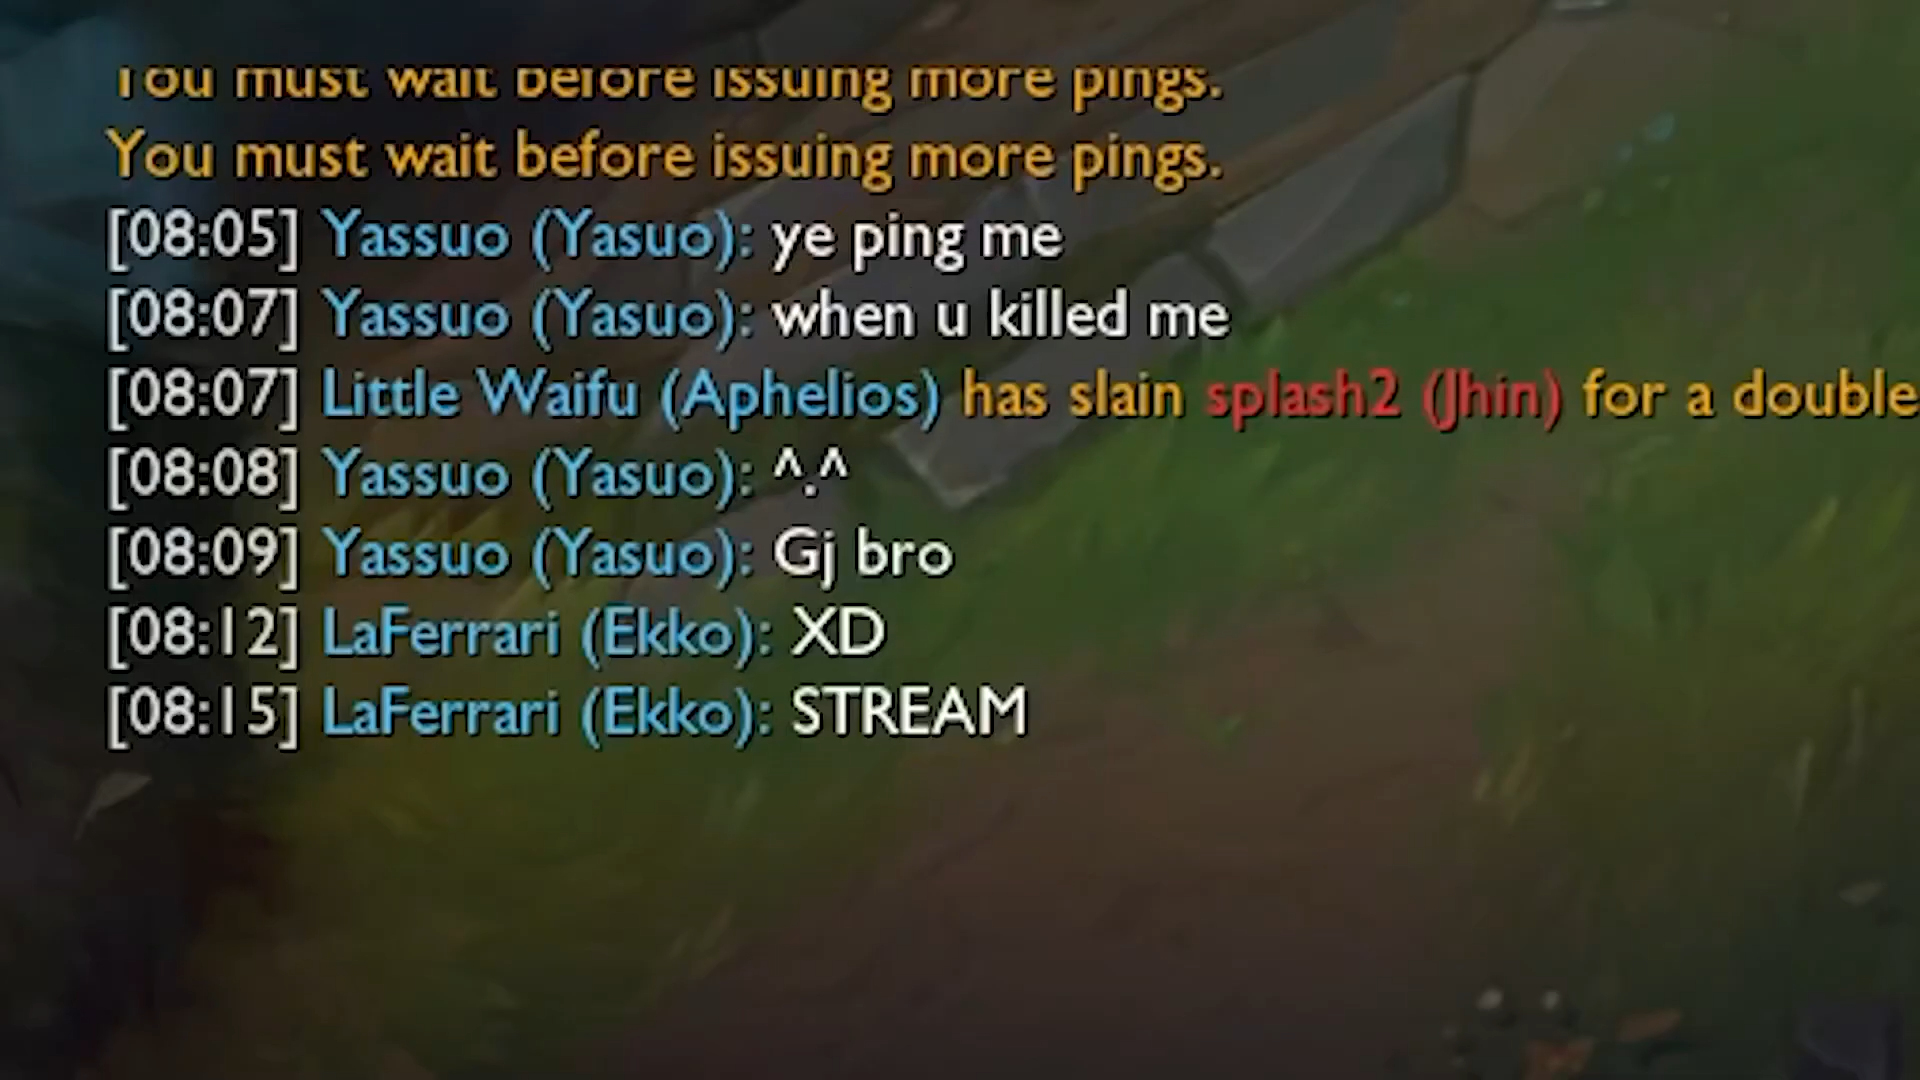 You must wait before issuing more pings.
You must wait before issuing more pings.
[08:05] Yassuo (Yasuo): ye ping me
[08:07] Yassuo (Yasuo): when u killed me
[08:07] Little Waifu (Aphelios) has slain splash2 (Jhin) for a double
[08:08] Yassuo (Yasuo): ^.^
[08:09] Yassuo (Yasuo): Gj bro
[08:12] LaFerrari (Ekko): XD
[08:15] LaFerrari (Ekko): STREAM